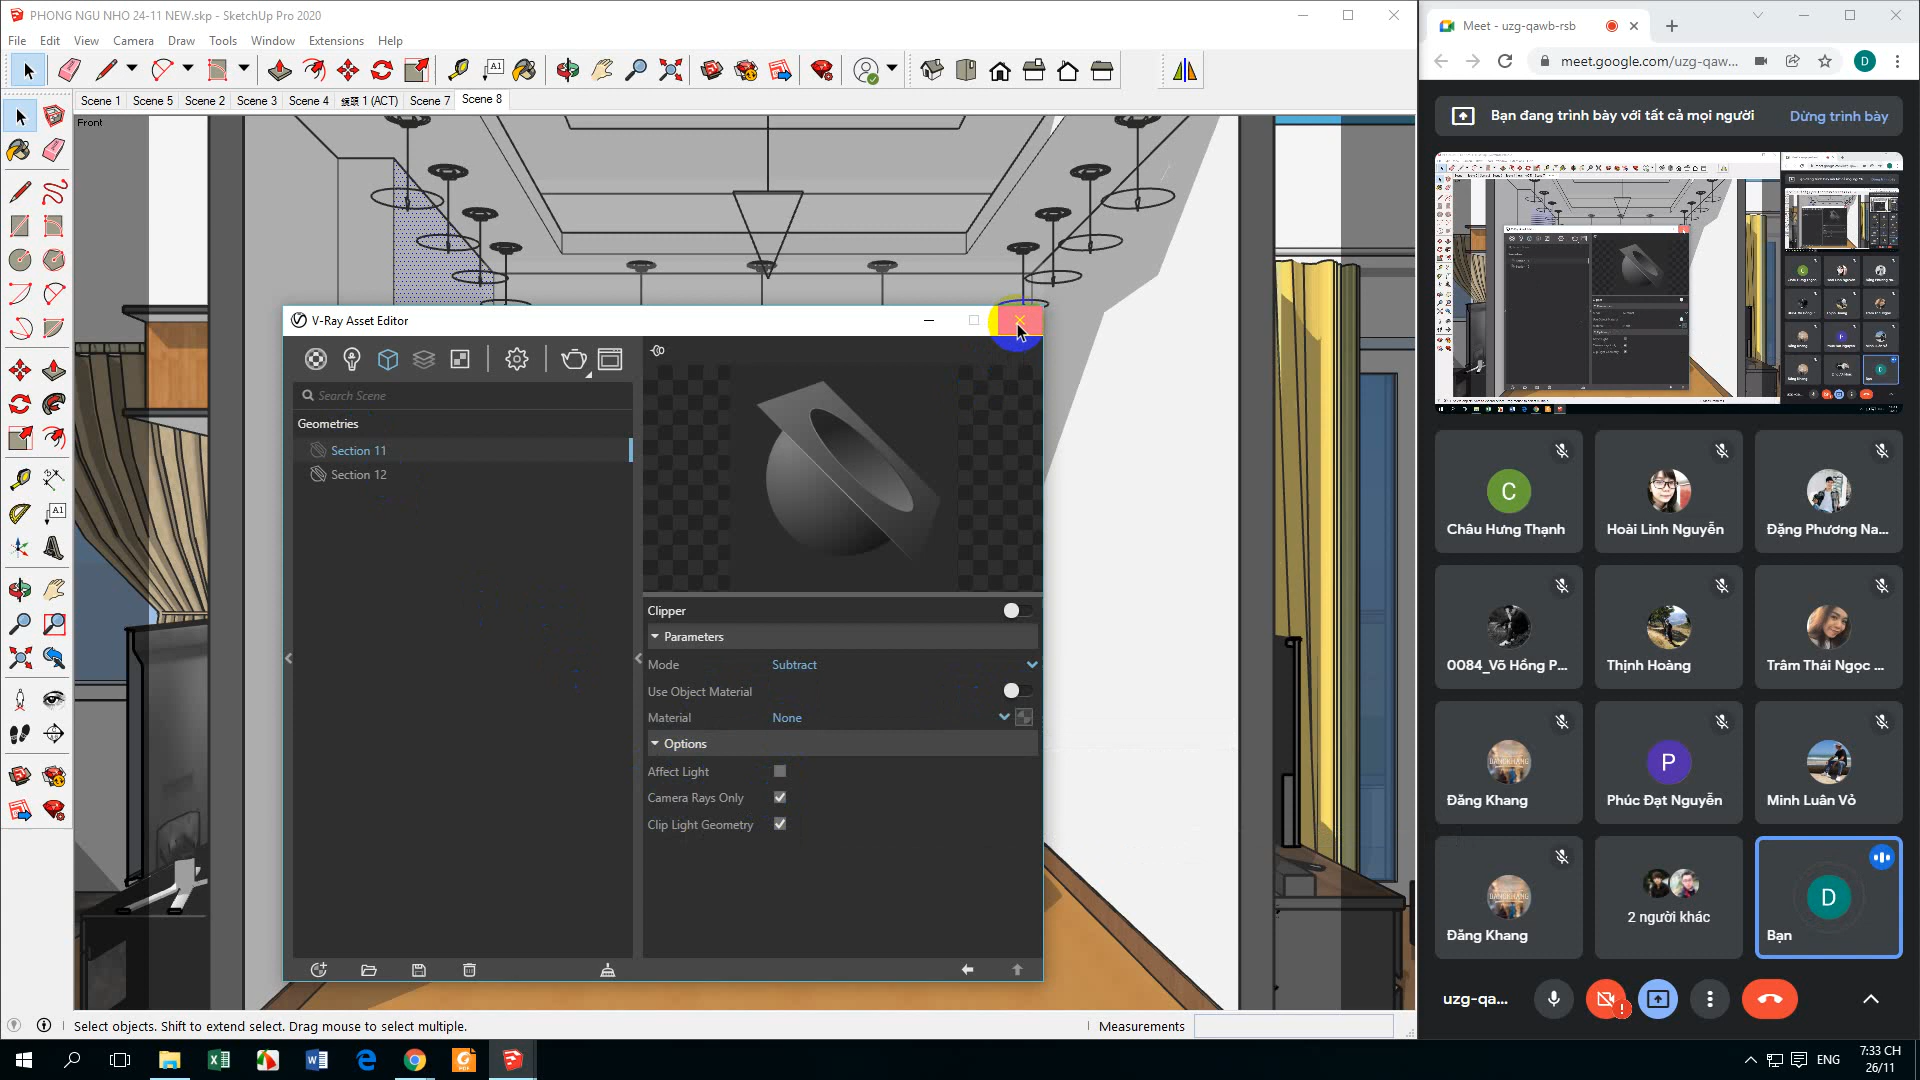 PHONG NGU NHO 24-11 NEW.skp - SketchUp Pro 2020
File Edit View Camera Draw Tools Window Extensions Help
Scene 1 Scene 5 Scene 2 Scene 3 Scene 4 1 (ACT) Scene 7 Scene 8
Front
V-Ray Asset Editor
Search Scene
Geometries
Section 11
Section 12
Clipper
Parameters
Mode Subtract
Use Object Material
Material None
Options
Affect Light
Camera Rays Only
Clip Light Geometry
Select objects. Shift to extend select. Drag mouse to select multiple.
Measurements
Meet - uzg-qawb-rsb
meet.google.com/uzg-qaw...
D
Bạn đang trình bày với tất cả mọi người
Dừng trình bày
C
Châu Hưng Thạnh
Hoài Linh Nguyễn
Đặng Phương Na...
0084_Võ Hồng P...
Thịnh Hoàng
Trâm Thái Ngọc ...
Đăng Khang
P
Phúc Đạt Nguyễn
Minh Luân Vỏ
Đăng Khang
2 người khác
D
Bạn
uzg-qa...
ENG
7:33 CH
26/11